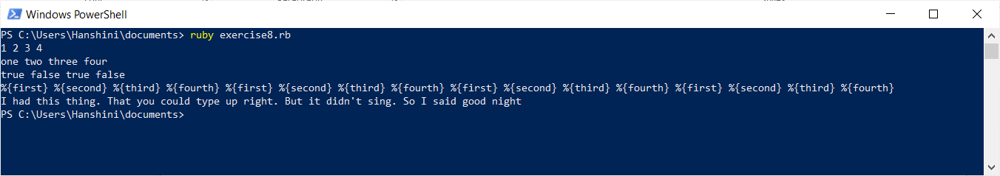 Windows PowerShell
PS C:\Users\Hanshini\documents> ruby exercise8.rb
1 2 3 4
one two three four
true false true false
%{first} %{second} %{third} %{fourth} %{first} %{second} %{third} %{fourth} %{first} %{second} %{third} %{fourth} %{first} %{second} %{third} %{fourth}
I had this thing. That you could type up right. But it didn't sing. So I said good night
PS C:\Users\Hanshini\documents>